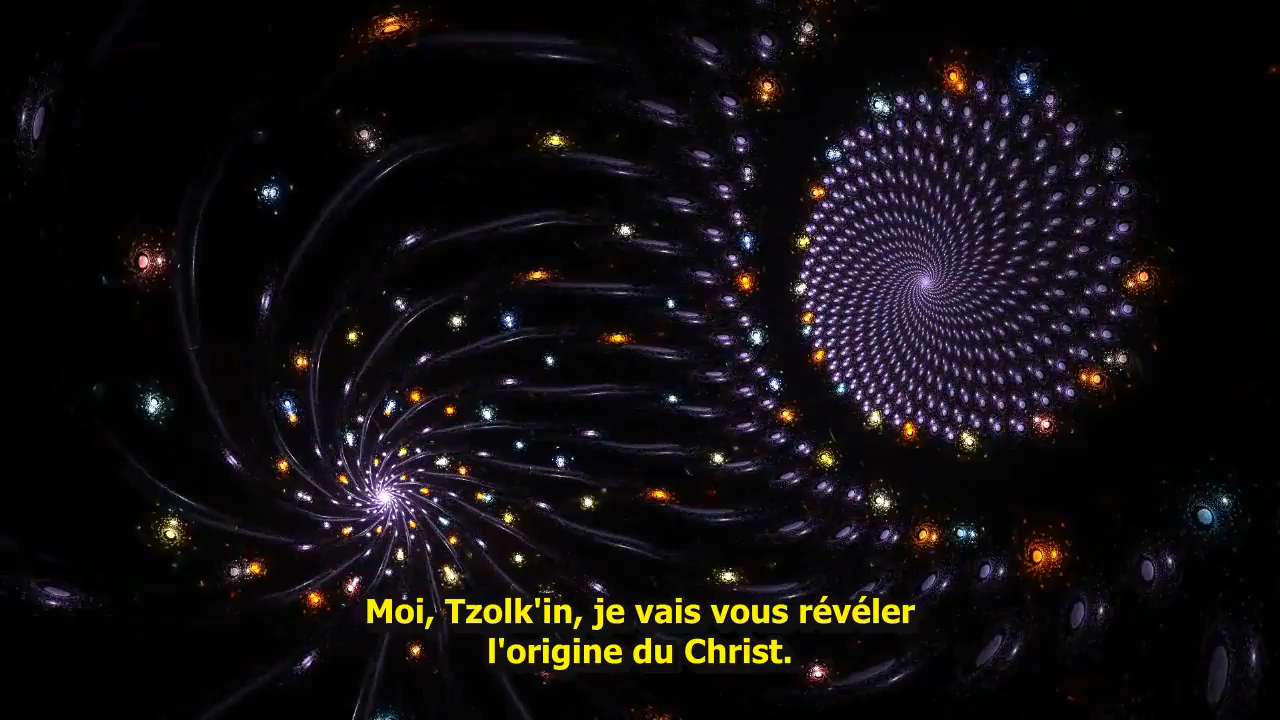 Moi, Tzolk'in, je vais vous révéler
l'origine du Christ.